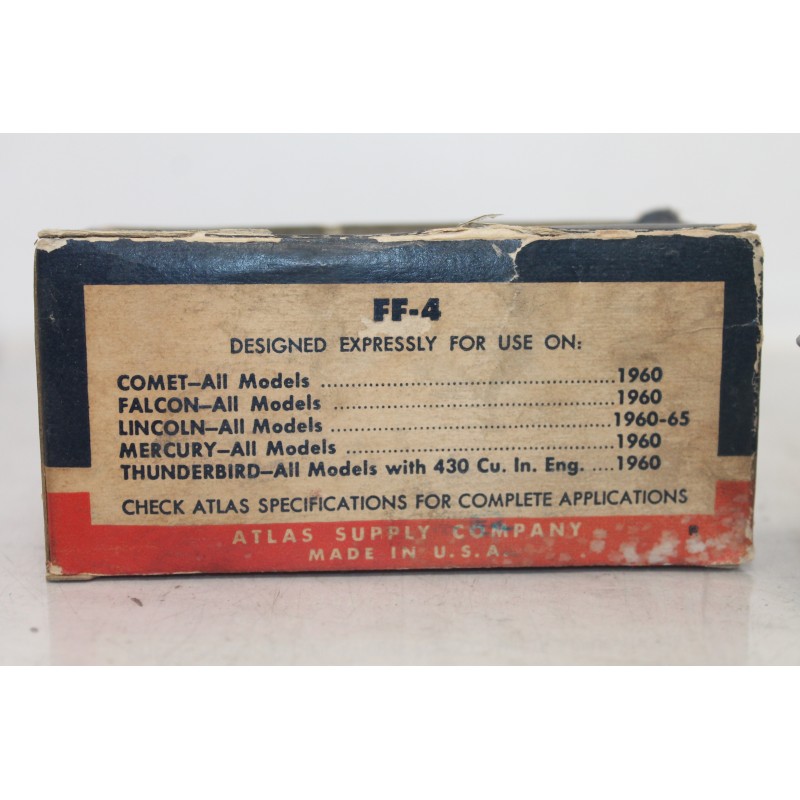 FF-4
DESIGNED EXPRESSLY FOR USE ON:
COMET—All Models ........................................ 1960
FALCON—All Models ...................................... 1960
LINCOLN—All Models ..................................... 1960-65
MERCURY—All Models .................................... 1960
THUNDERBIRD—All Models with 430 Cu. In. Eng. .... 1960
CHECK ATLAS SPECIFICATIONS FOR COMPLETE APPLICATIONS
ATLAS SUPPLY COMPANY
MADE IN U.S.A.